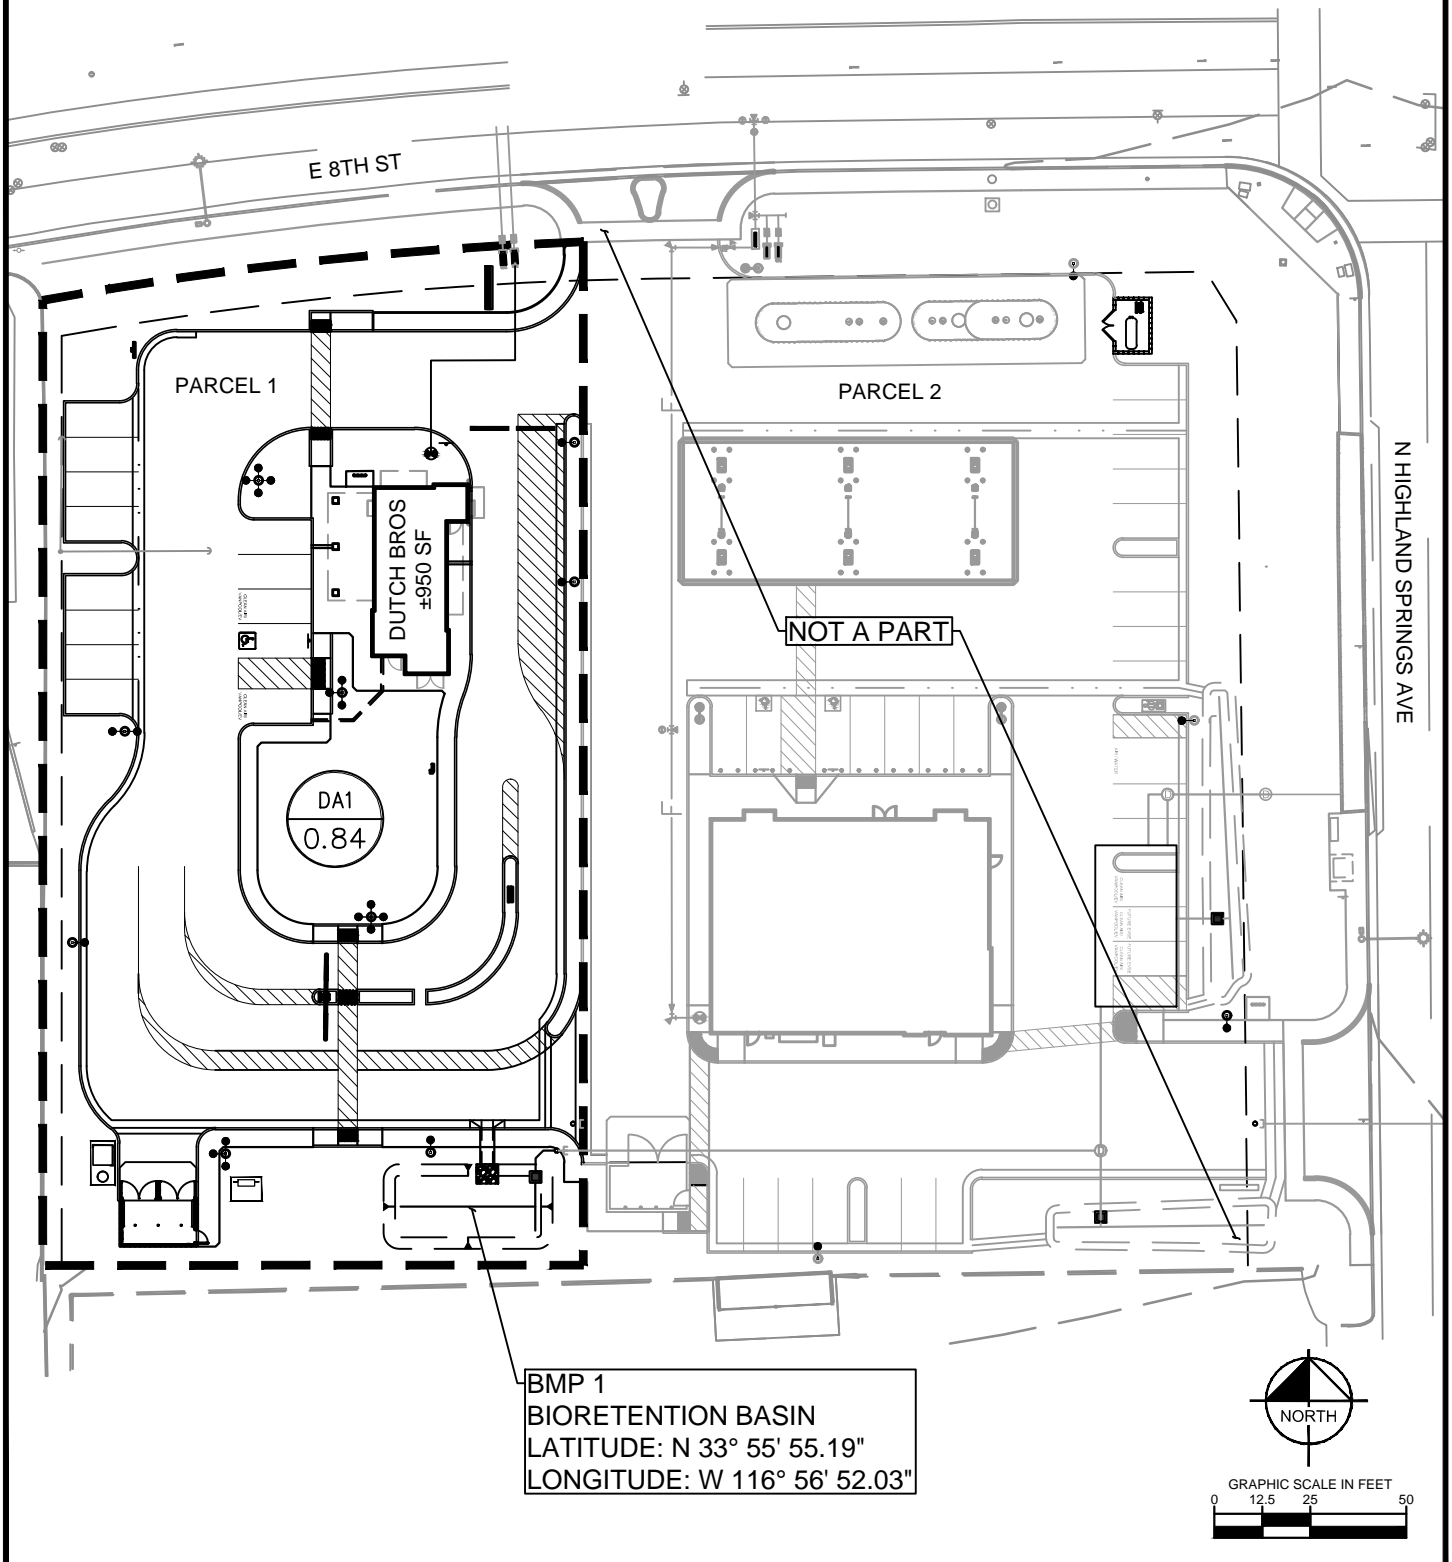 E 8TH ST
PARCEL 1
PARCEL 2
N HIGHLAND SPRINGS AVE
DUTCH BROS
±950 SF
NOT A PART
DA1
0.84
F
F
BMP 1
BIORETENTION BASIN
LATITUDE: N 33° 55' 55.19"
LONGITUDE: W 116° 56' 52.03"
NORTH
GRAPHIC SCALE IN FEET
0 12.5 25 50